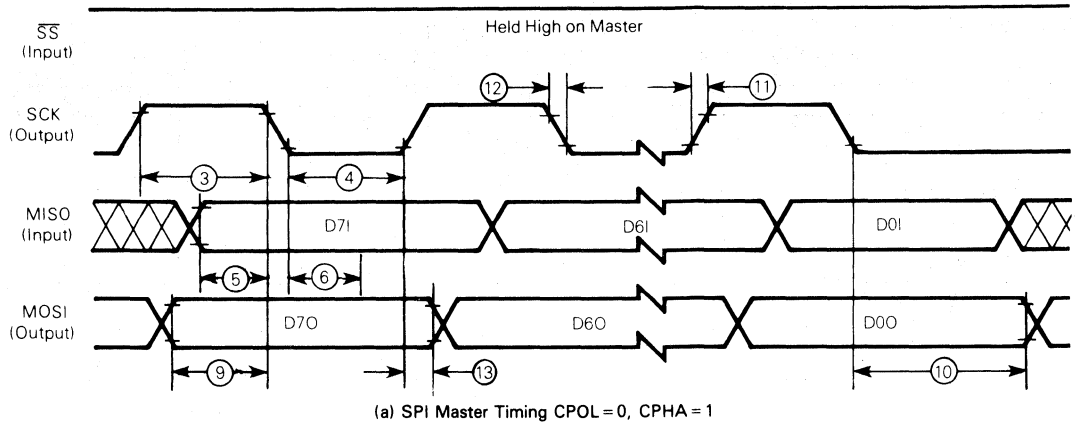 SS
(Input)
Held High on Master
12
11
SCK
(Output)
3
4
MISO
(Input)
D7I
D6I
D0I
5
6
MOSI
(Output)
D7O
D6O
D0O
9
13
10
(a) SPI Master Timing CPOL = 0, CPHA = 1